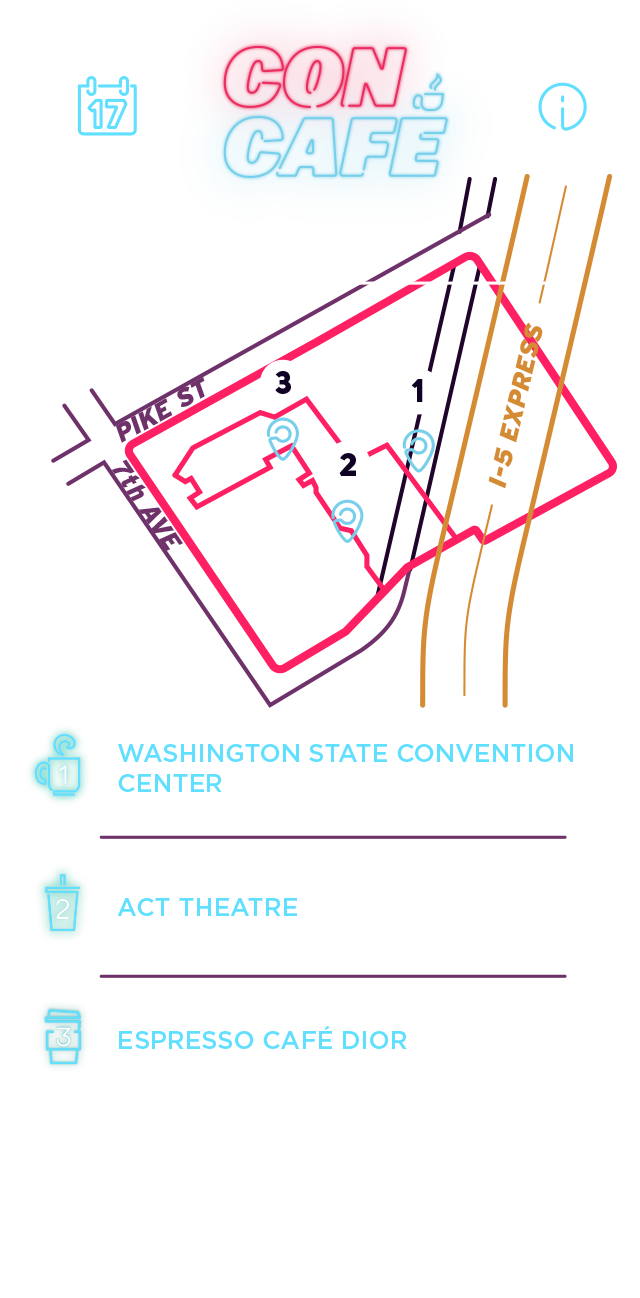 17
CON
CAFÉ
3
1
2
PIKE ST
7th AVE
I-5 EXPRESS
1
WASHINGTON STATE CONVENTION
CENTER
2
ACT THEATRE
3
ESPRESSO CAFÉ DIOR